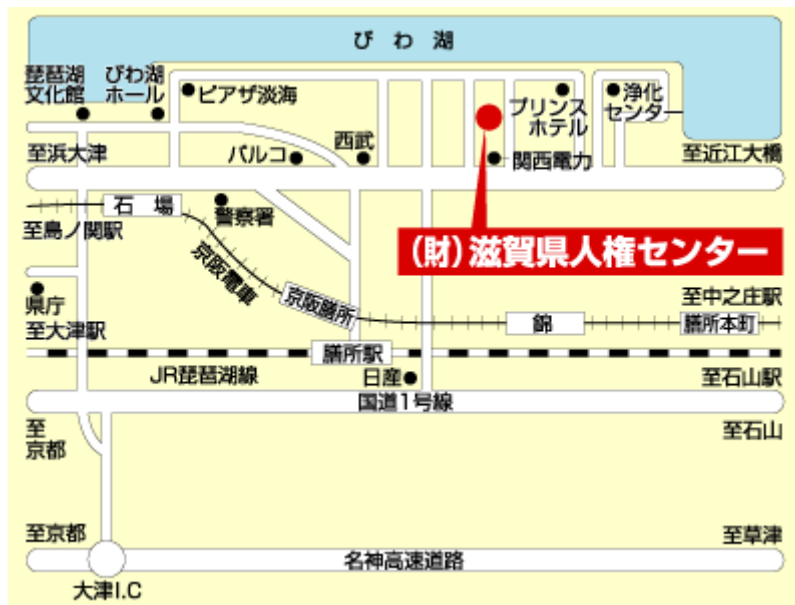 びわ湖
琵琶湖
文化館
びわ湖
ホール
ピアザ淡海
プリンス
ホテル
浄化
センター
至浜大津
パルコ
西武
関西電力
至近江大橋
石場
警察署
至島ノ関駅
(財)滋賀県人権センター
京阪電車
県庁
京阪膳所
至中之庄駅
錦
膳所本町
至大津駅
膳所駅
JR琵琶湖線
日産
至石山駅
国道1号線
至
京都
至石山
至京都
至草津
名神高速道路
大津I.C